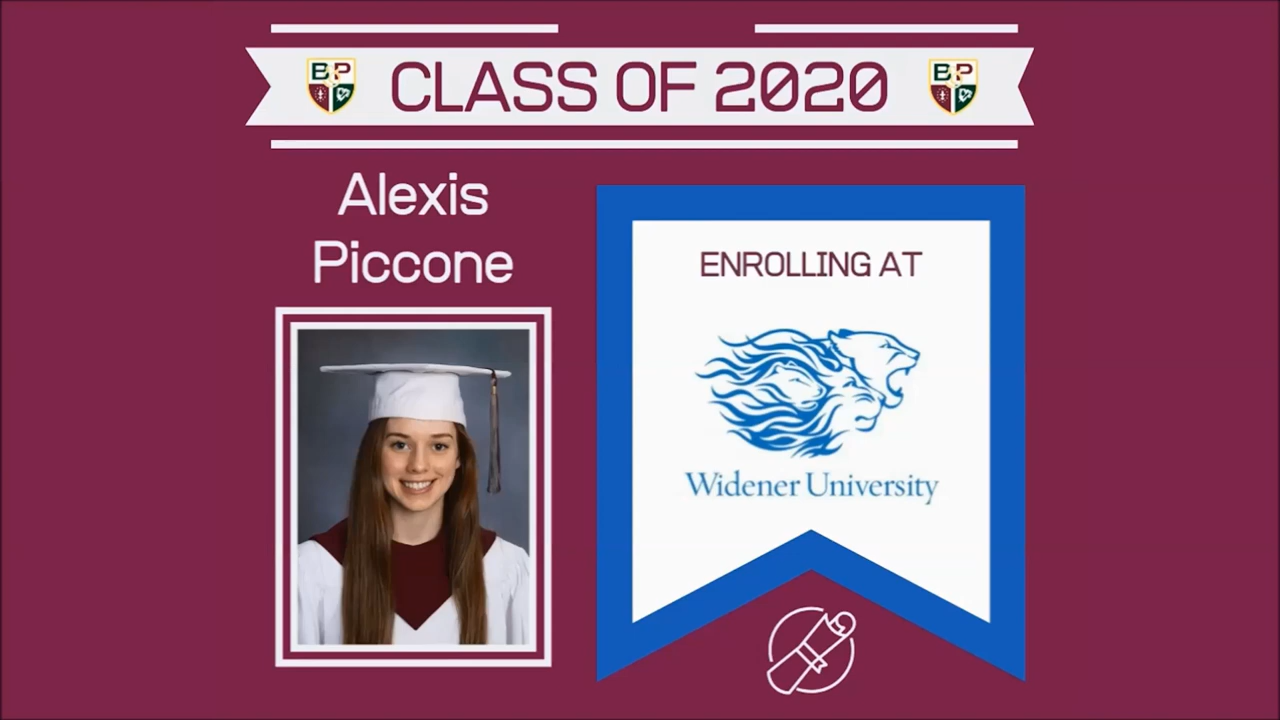 B&P CLASS OF 2020 B&P
Alexis
Piccone
ENROLLING AT
Widener University